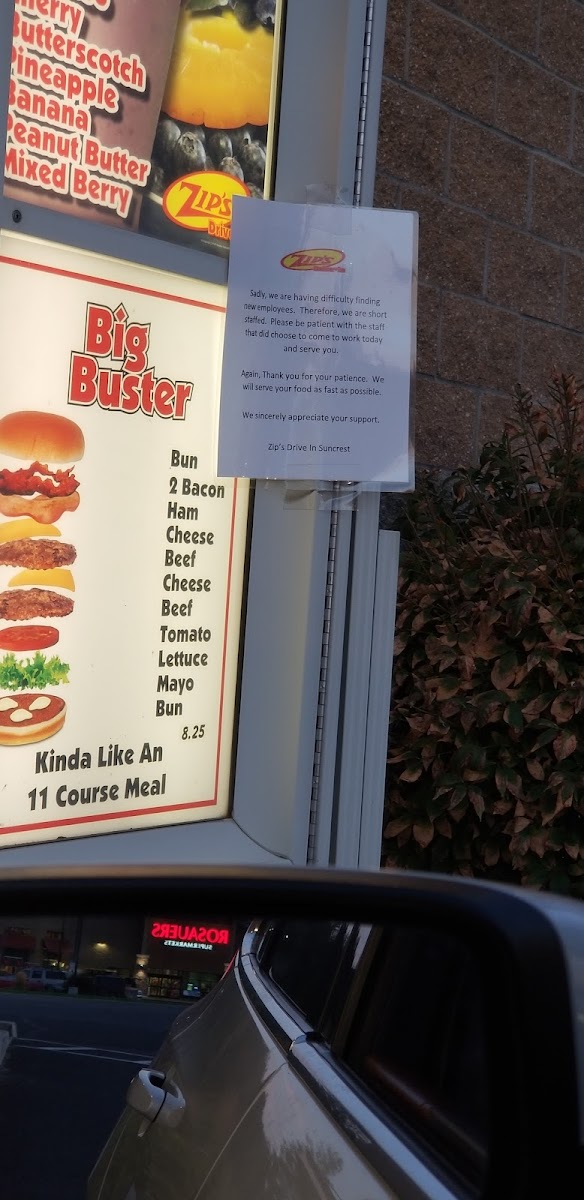 Butterscotch
Pineapple
Banana
Peanut Butter
Mixed Berry
ZIP'S
ZIP'S
Sadly, we are having difficulty finding
new employees. Therefore, we are short
staffed. Please be patient with the staff
that did choose to come to work today
and serve you.
Again, Thank you for your patience. We
will serve your food as fast as possible.
We sincerely appreciate your support.
Zip's Drive In Suncrest
Big
Buster
Bun
2 Bacon
Ham
Cheese
Beef
Cheese
Beef
Tomato
Lettuce
Mayo
Bun
8.25
Kinda Like An
11 Course Meal
ROSAUERS
SUPERMARKETS